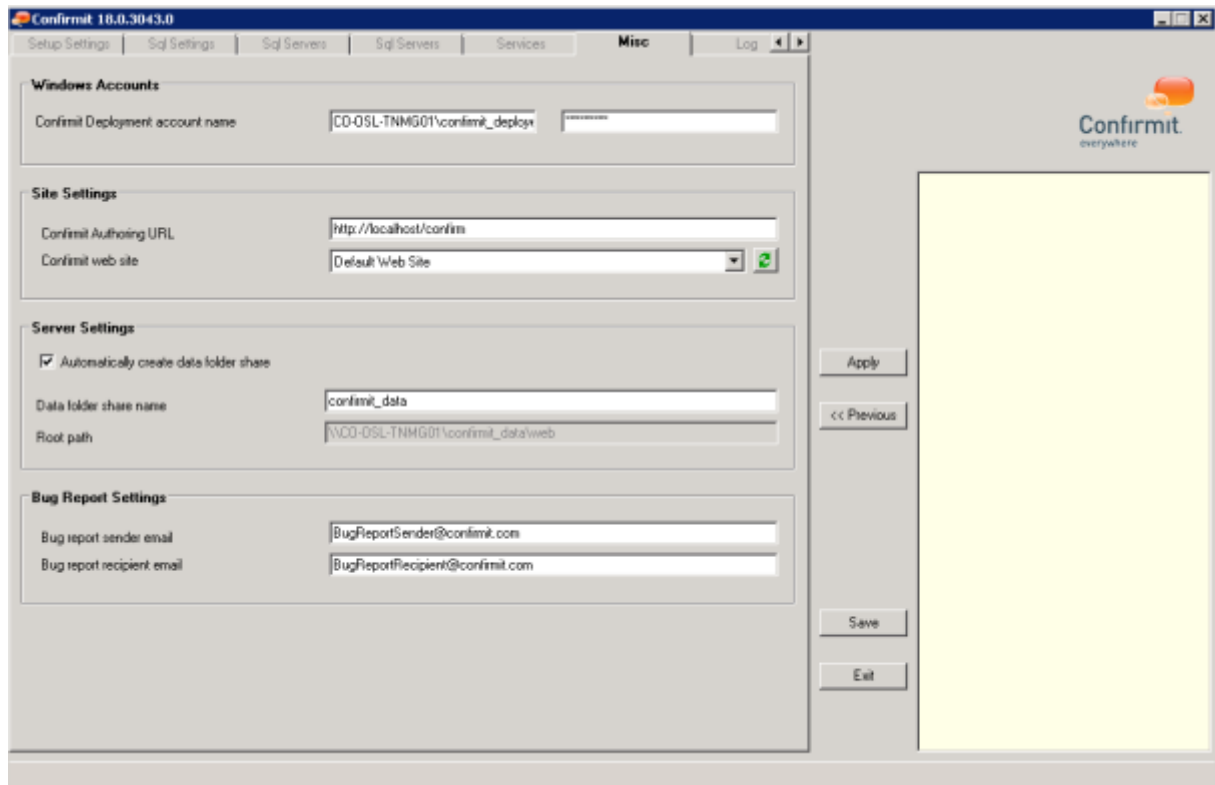 Confirmit 18.0.3043.0
Setup Settings Sql Settings Sql Servers Sql Servers Services Misc Log
Windows Accounts
Confirmit Deployment account name CO-OSL-TNMG01\confirmit_deploye
Confirmit.
everywhere
Site Settings
Confirmit Authoring URL http://localhost/confirm
Confirmit web site Default Web Site
Server Settings
Automatically create data folder share
Apply
Data folder share name confirmit_data
<< Previous
Root path \\CO-OSL-TNMG01\confirmit_data\web
Bug Report Settings
Bug report sender email BugReportSender@confirmit.com
Bug report recipient email BugReportRecipient@confirmit.com
Save
Exit